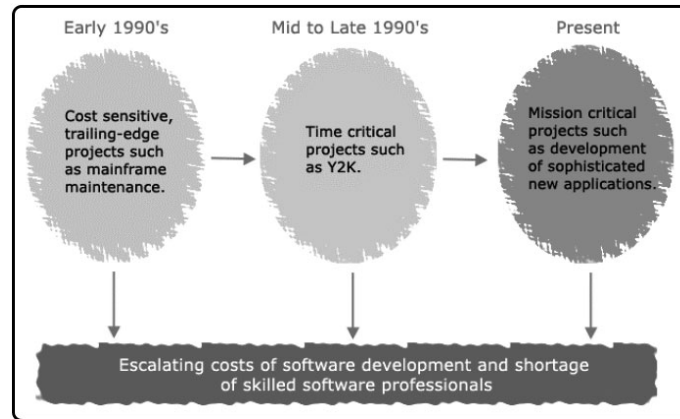 Early 1990's
Mid to Late 1990's
Present
Cost sensitive,
trailing-edge
projects such
as mainframe
maintenance.
Time critical
projects such
as Y2K.
Mission critical
projects such
as development
of sophisticated
new applications.
Escalating costs of software development and shortage
of skilled software professionals